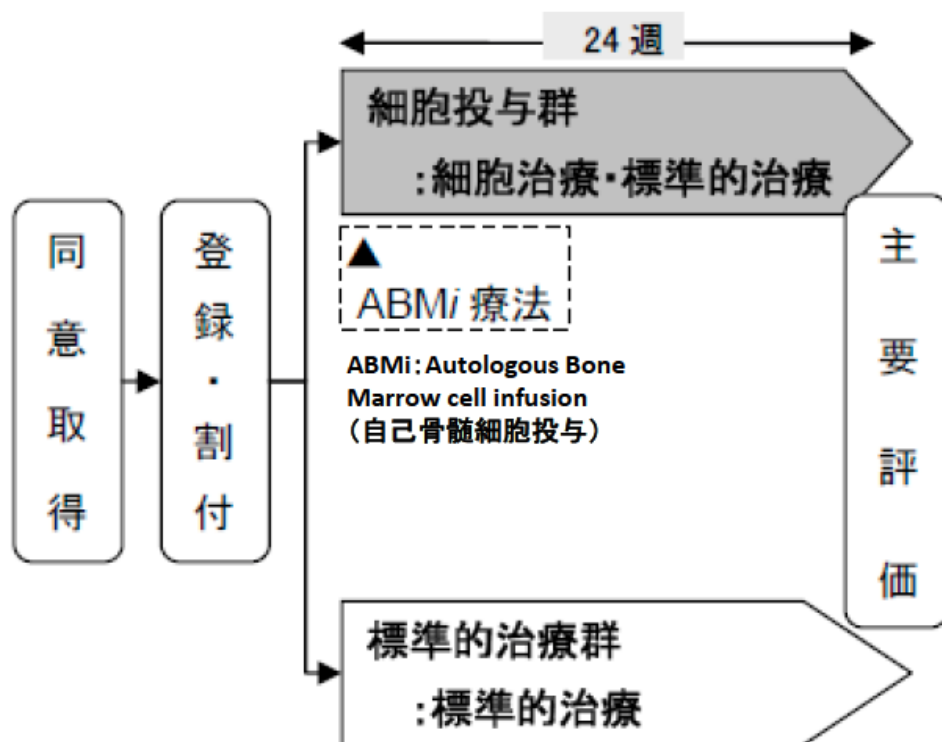 24 週
細胞投与群
:細胞治療・標準的治療
同意取得
登録・割付
▲
ABMi 療法
ABMi:Autologous Bone
Marrow cell infusion
(自己骨髄細胞投与)
主要評価
標準的治療群
:標準的治療